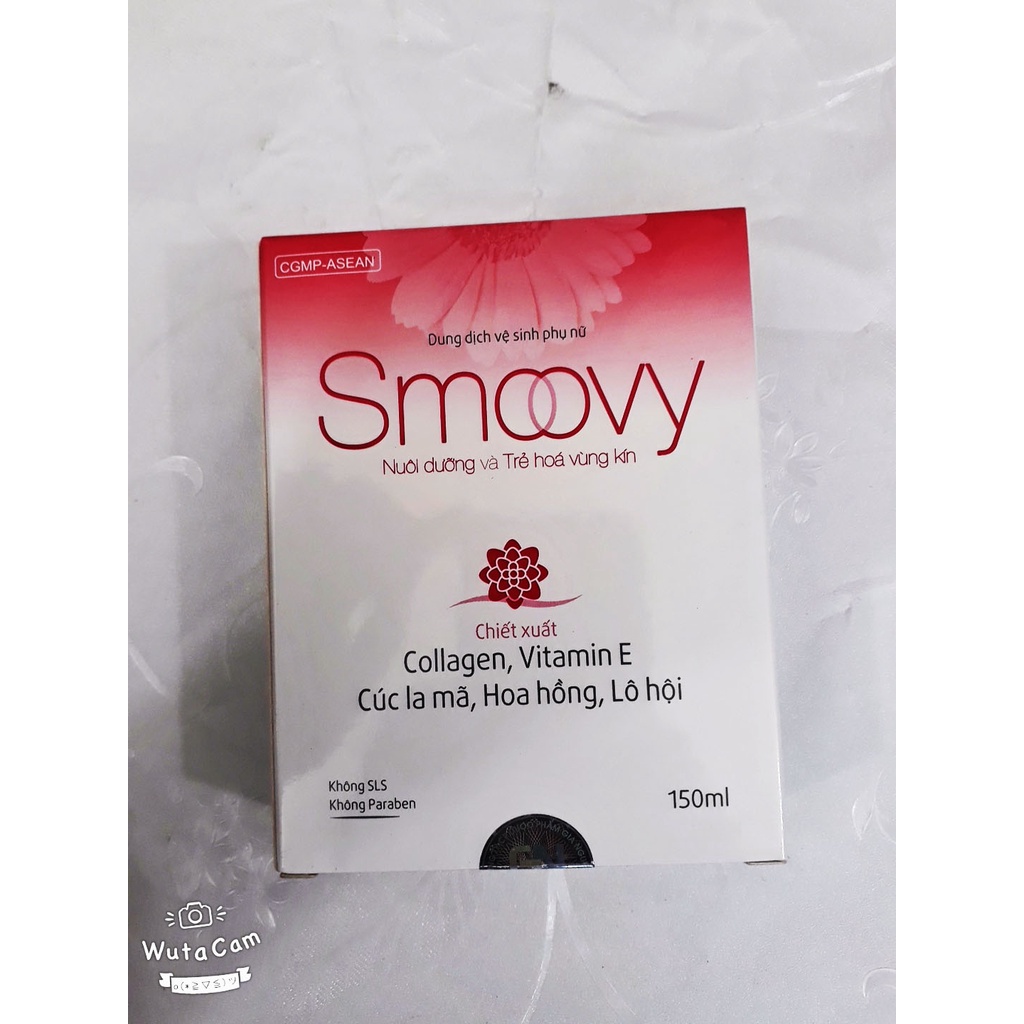 CGMP-ASEAN
Dung dịch vệ sinh phụ nữ
Smoovy
Nuôi dưỡng và Trẻ hoá vùng kín
Chiết xuất
Collagen, Vitamin E
Cúc la mã, Hoa hồng, Lô hội
Không SLS
Không Paraben
150ml
WutaCam